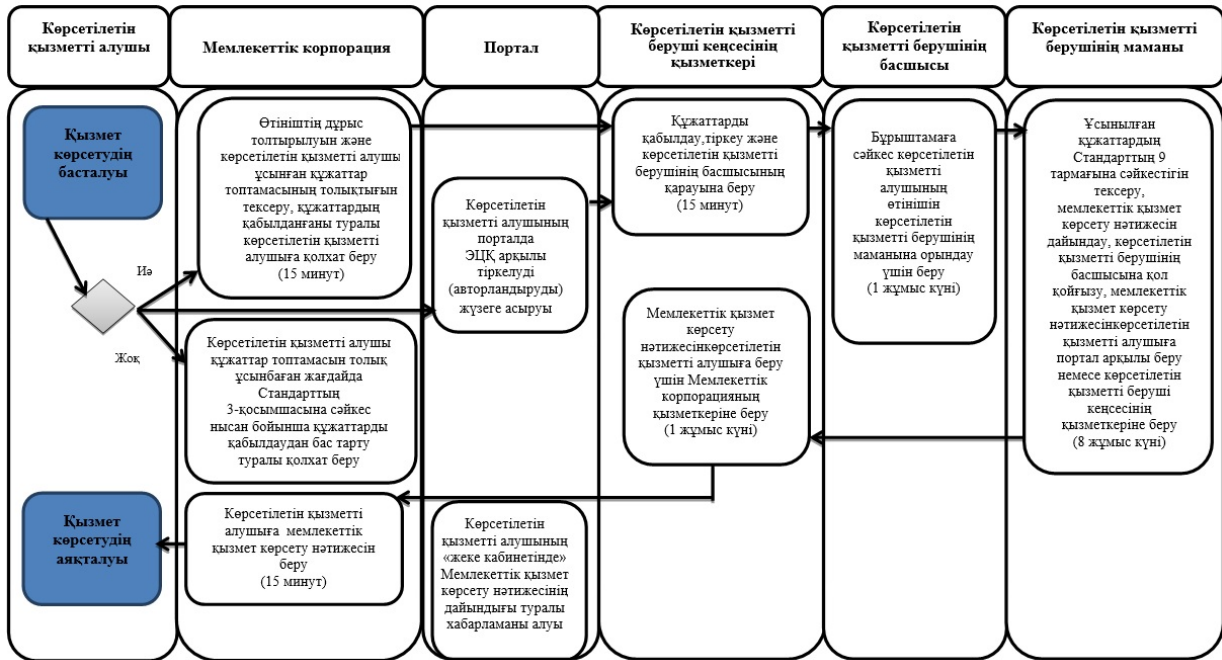 Көрсетілетін
қызметті алушы
Мемлекеттік корпорация
Портал
Көрсетілетін қызметті
беруші кеңсесінің
қызметкері
Көрсетілетін
қызметті берушінің
басшысы
Көрсетілетін қызметті
берушінің маманы
Қызмет
көрсетудің
басталуы
Иә
Жоқ
Өтініштің дұрыс
толтырылуын және
көрсетілетін қызметті алушы
ұсынған құжаттар
топтамасының толықтығын
тексеру, құжаттардың
қабылданғаны туралы
көрсетілетін қызметті
алушыға қолхат беру
(15 минут)
Көрсетілетін қызметті алушы
құжаттар топтамасын толық
ұсынбаған жағдайда
Стандарттың
3-қосымшасына сәйкес
нысан бойынша құжаттарды
қабылдаудан бас тарту
туралы қолхат беру
Көрсетілетін
қызметті алушының
порталда
ЭЦҚ арқылы
тіркелуді
(авторландыруды)
жүзеге асыруы
Құжаттарды
қабылдау,тіркеу және
көрсетілетін қызметті
берушінің басшысының
қарауына беру
(15 минут)
Бұрыштамаға
сәйкес көрсетілетін
қызметті
алушының
өтінішін
көрсетілетін
қызметті берушінің
маманына орындау
үшін беру
(1 жұмыс күні)
Ұсынылған
құжаттардың
Стандарттың 9
тармағына сәйкестігін
тексеру,
мемлекеттік қызмет
көрсету нәтижесін
дайындау, көрсетілетін
қызметті берушінің
басшысына қол
қойғызу, мемлекеттік
қызмет көрсету
нәтижесінкөрсетілетін
қызметті алушыға
портал арқылы беру
немесе көрсетілетін
қызметті беруші
кеңсесінің
қызметкеріне беру
(8 жұмыс күні)
Мемлекеттік қызмет
көрсету
нәтижесінкөрсетілетін
қызметті алушыға беру
үшін Мемлекеттік
корпорацияның
қызметкеріне беру
(1 жұмыс күні)
Қызмет
көрсетудің
аяқталуы
Көрсетілетін қызметті
алушыға мемлекеттік
қызмет көрсету нәтижесін
беру
(15 минут)
Көрсетілетін
қызметті алушының
«жеке кабинетінде»
Мемлекеттік қызмет
көрсету нәтижесінің
дайындығы туралы
хабарламаны алуы